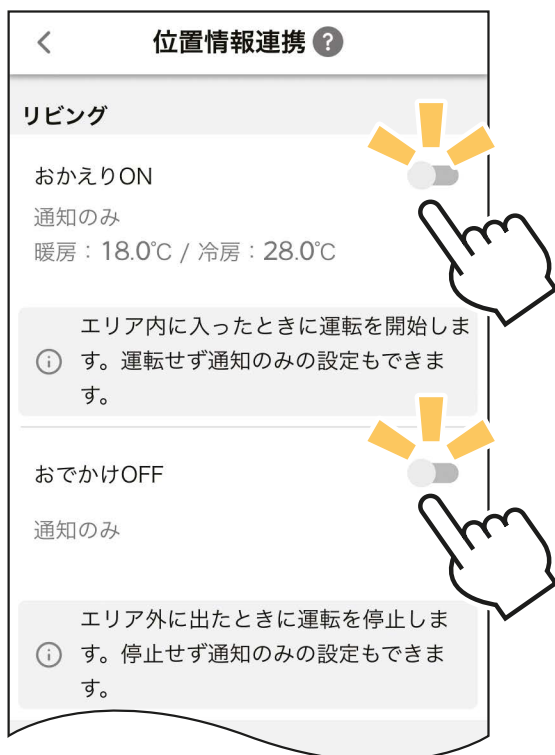 位置情報連携 ?
リビング
おかえりON
通知のみ
暖房：18.0℃ / 冷房：28.0℃
エリア内に入ったときに運転を開始しま
す。運転せず通知のみの設定もできま
す。
おでかけOFF
通知のみ
エリア外に出たときに運転を停止しま
す。停止せず通知のみの設定もできま
す。